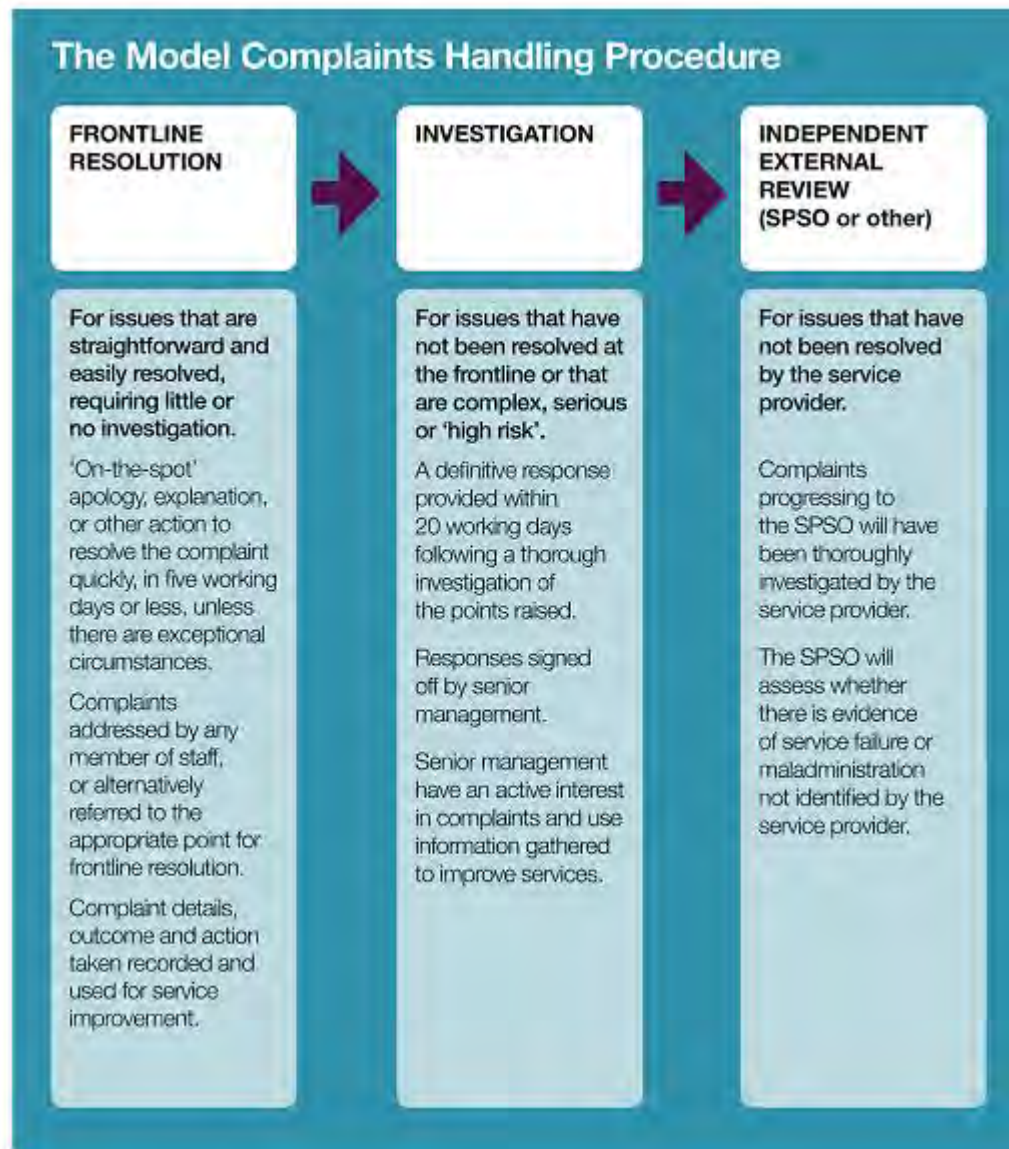 The Model Complaints Handling Procedure
FRONTLINE
RESOLUTION
INVESTIGATION
INDEPENDENT
EXTERNAL
REVIEW
(SPSO or other)
For issues that are
straightforward and
easily resolved,
requiring little or
no investigation.
'On-the-spot'
apology, explanation,
or other action to
resolve the complaint
quickly, in five working
days or less, unless
there are exceptional
circumstances.
Complaints
addressed by any
member of staff,
or alternatively
referred to the
appropriate point for
frontline resolution.
Complaint details,
outcome and action
taken recorded and
used for service
improvement.
For issues that have
not been resolved at
the frontline or that
are complex, serious
or 'high risk'.
A definitive response
provided within
20 working days
following a thorough
investigation of
the points raised.
Responses signed
off by senior
management.
Senior management
have an active interest
in complaints and use
information gathered
to improve services.
For issues that have
not been resolved
by the service
provider.
Complaints
progressing to
the SPSO will have
been thoroughly
investigated by the
service provider.
The SPSO will
assess whether
there is evidence
of service failure or
maladministration
not identified by the
service provider.